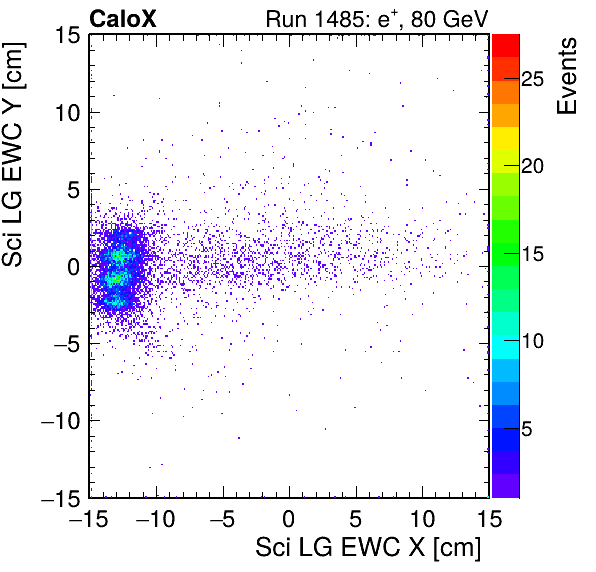 CaloX Run 1485: e+, 80 GeV
Sci LG EWC Y [cm]
15
10
5
0
−5
−10
−15
−15 −10 −5 0 5 10 15
Sci LG EWC X [cm]
Events
25
20
15
10
5